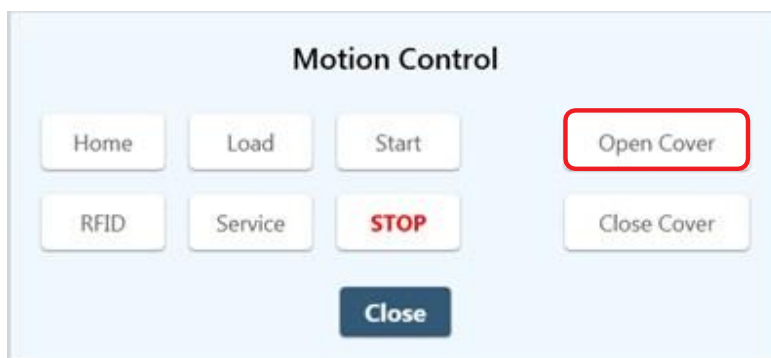 Motion Control
Home Load Start Open Cover
RFID Service STOP Close Cover
Close